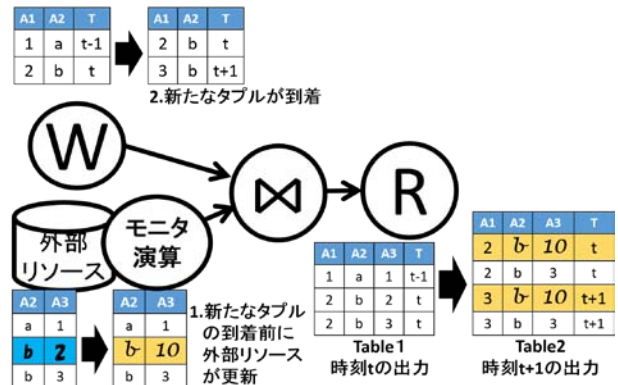 A1 A2 T
1 a t-1
2 b t
A1 A2 T
2 b t
3 b t+1
2.新たなタプルが到着
W
⋈
R
外部
リソース
モニタ
演算
A2 A3
a 1
b 2
b 3
A2 A3
a 1
b 10
b 3
1.新たなタプル
の到着前に
外部リソース
が更新
A1 A2 A3 T
1 a 1 t-1
2 b 2 t
2 b 3 t
Table1
時刻tの出力
A1 A2 A3 T
2 b 10 t
2 b 3 t
3 b 10 t+1
3 b 3 t+1
Table2
時刻t+1の出力